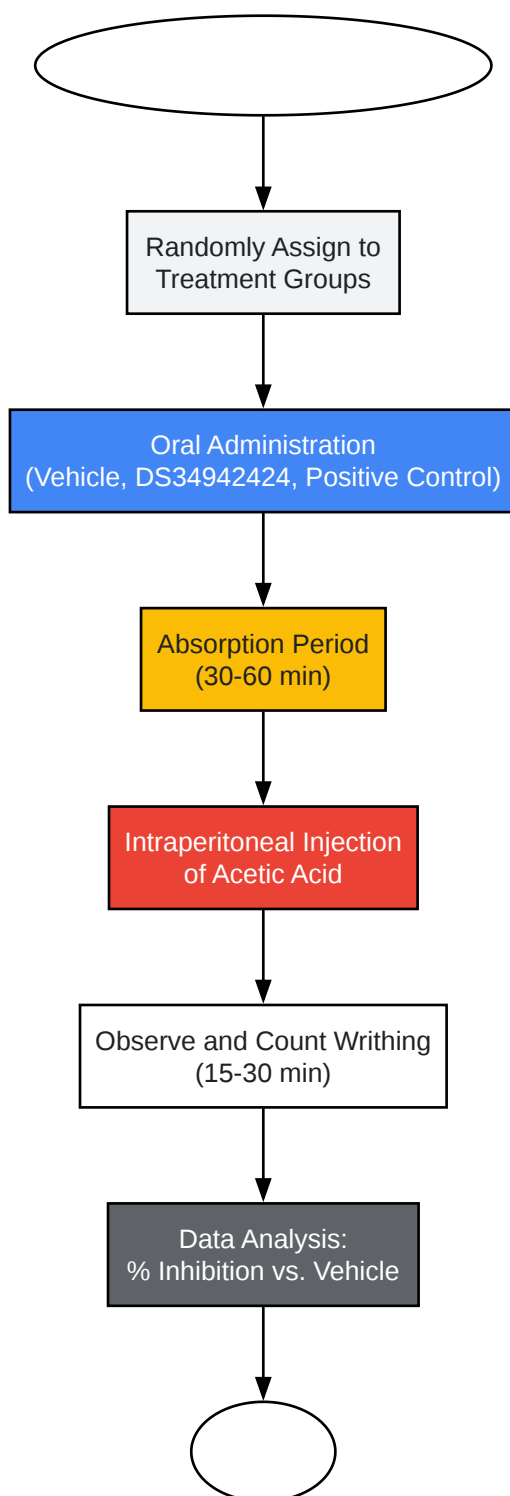 Randomly Assign to
Treatment Groups
Oral Administration
(Vehicle, DS34942424, Positive Control)
Absorption Period
(30-60 min)
Intraperitoneal Injection
of Acetic Acid
Observe and Count Writhing
(15-30 min)
Data Analysis:
% Inhibition vs. Vehicle